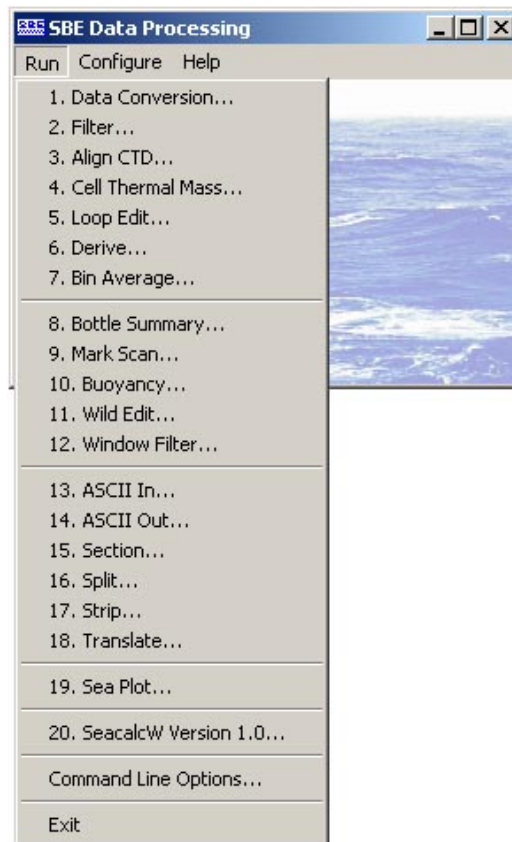 SBE SBE Data Processing
Run Configure Help
1. Data Conversion...
2. Filter...
3. Align CTD...
4. Cell Thermal Mass...
5. Loop Edit...
6. Derive...
7. Bin Average...
8. Bottle Summary...
9. Mark Scan...
10. Buoyancy...
11. Wild Edit...
12. Window Filter...
13. ASCII In...
14. ASCII Out...
15. Section...
16. Split...
17. Strip...
18. Translate...
19. Sea Plot...
20. SeacalcW Version 1.0...
Command Line Options...
Exit